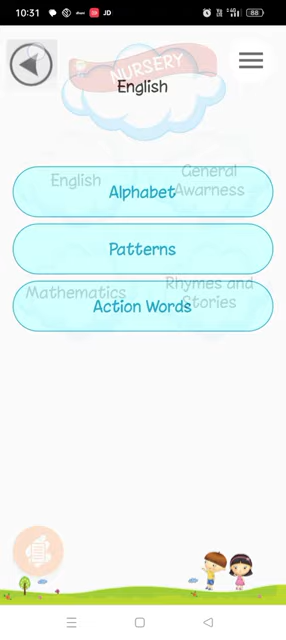 10:31
JD
88
NURSERY
English
English
General
Awarness
Alphabet
Patterns
Mathematics
Rhymes and
Stories
Action Words